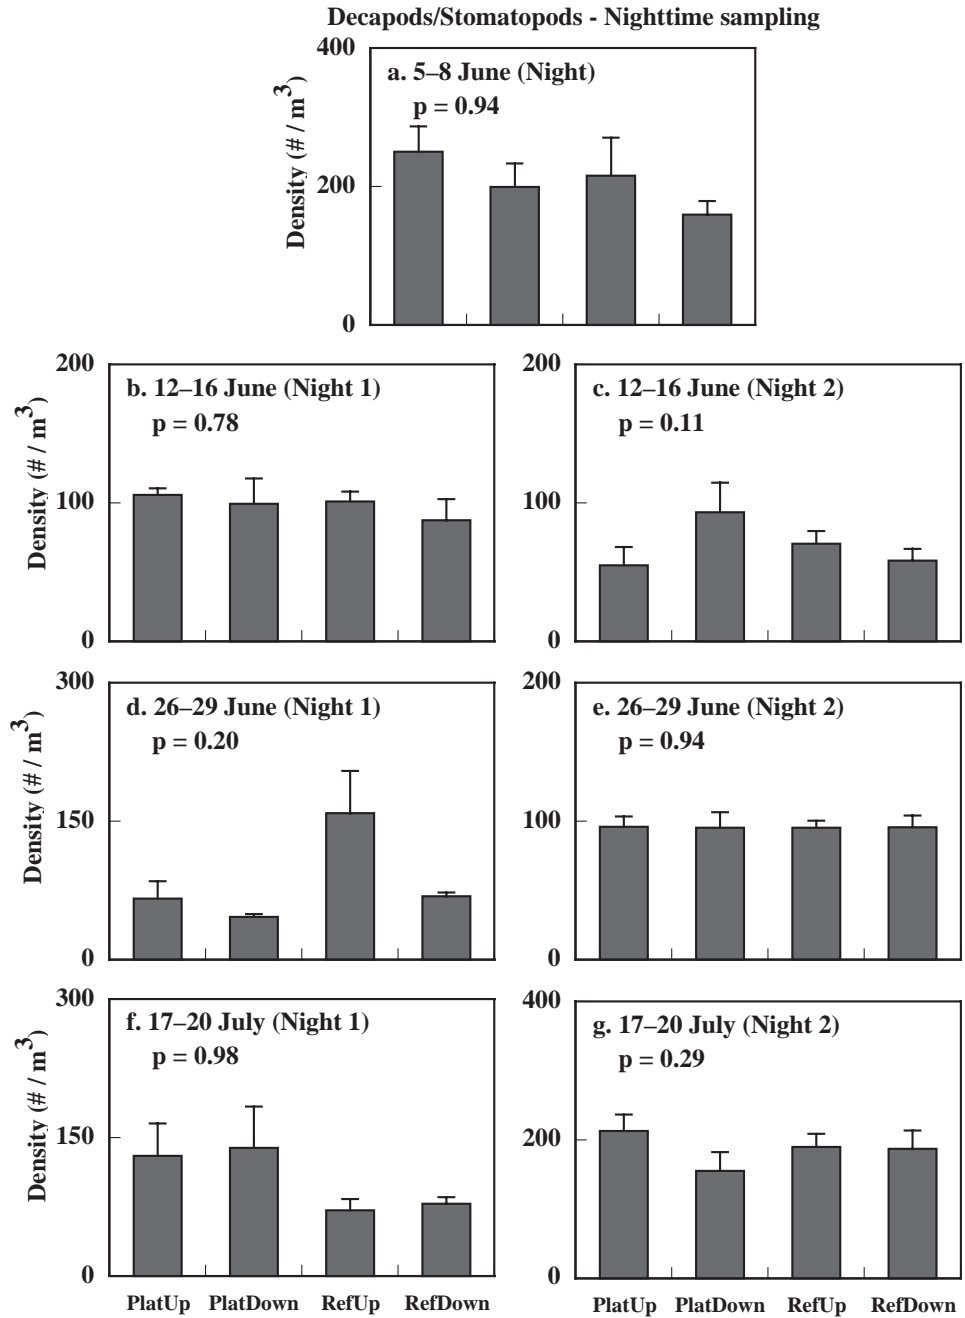 Decapods/Stomatopods - Nighttime sampling
400
a. 5–8 June (Night)
p = 0.94
Density (# / m3)
200
0
200
b. 12–16 June (Night 1)
p = 0.78
Density (# / m3)
100
0
200
c. 12–16 June (Night 2)
p = 0.11
100
0
300
d. 26–29 June (Night 1)
p = 0.20
Density (# / m3)
150
0
200
e. 26–29 June (Night 2)
p = 0.94
100
0
300
f. 17–20 July (Night 1)
p = 0.98
Density (# / m3)
150
0
PlatUp PlatDown RefUp RefDown
400
g. 17–20 July (Night 2)
p = 0.29
200
0
PlatUp PlatDown RefUp RefDown